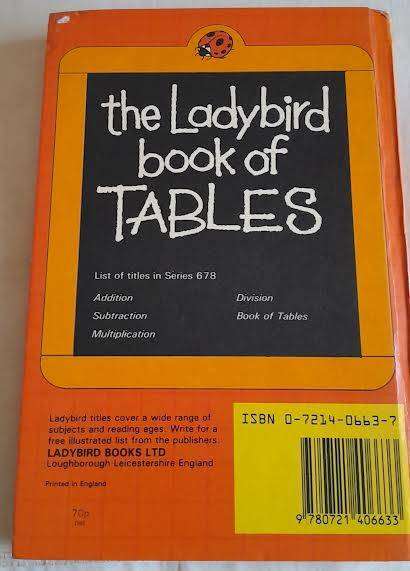 the Ladybird
book of
TABLES
List of titles in Series 678
Addition
Subtraction
Multiplication
Division
Book of Tables
Ladybird titles cover a wide range of
subjects and reading ages. Write for a
free illustrated list from the publishers.
LADYBIRD BOOKS LTD
Loughborough Leicestershire England
Printed in England
70p
net
ISBN 0-7214-0663-7
9 780721 406633